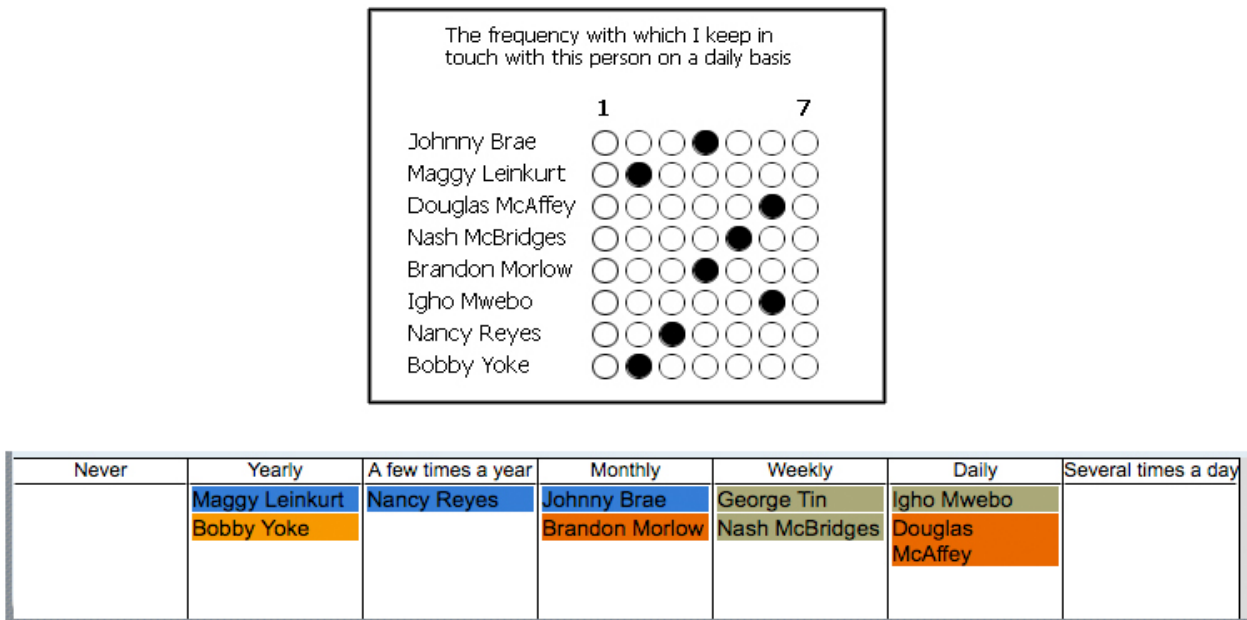 The frequency with which I keep in
touch with this person on a daily basis
1 7
Johnny Brae
Maggy Leinkurt
Douglas McAffey
Nash McBridges
Brandon Morlow
Igho Mwebo
Nancy Reyes
Bobby Yoke
Never Yearly A few times a year Monthly Weekly Daily Several times a day
Maggy Leinkurt Nancy Reyes Johnny Brae George Tin Igho Mwebo
Bobby Yoke Brandon Morlow Nash McBridges Douglas
McAffey